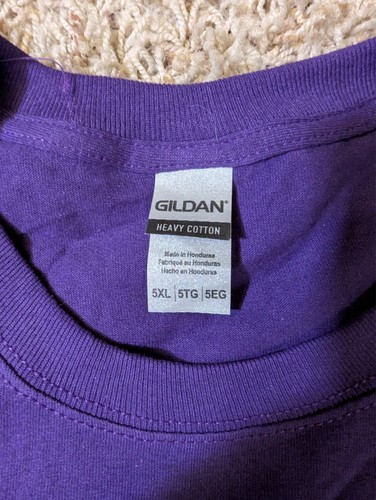 GILDAN®
HEAVY COTTON
Made in Honduras
Fabriqué au Honduras
Hecho en Honduras
5XL | 5TG | 5EG